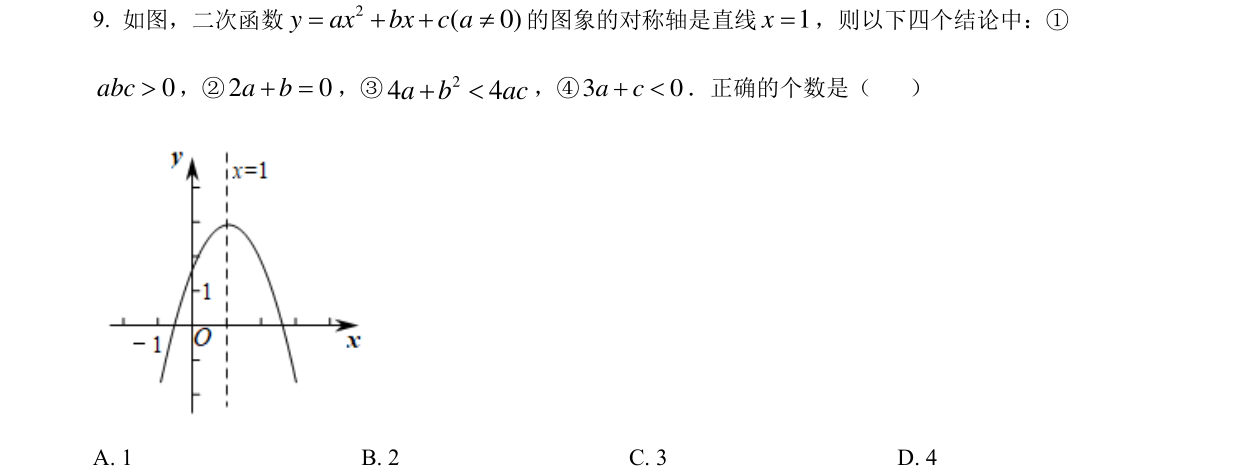 9. 如图，二次函数 y = ax² + bx + c(a ≠ 0) 的图象的对称轴是直线 x = 1，则以下四个结论中：①
abc > 0，② 2a + b = 0，③ 4a + b² < 4ac，④ 3a + c < 0．正确的个数是（　　）
y
x=1
1
-1
O
x
A. 1 B. 2 C. 3 D. 4